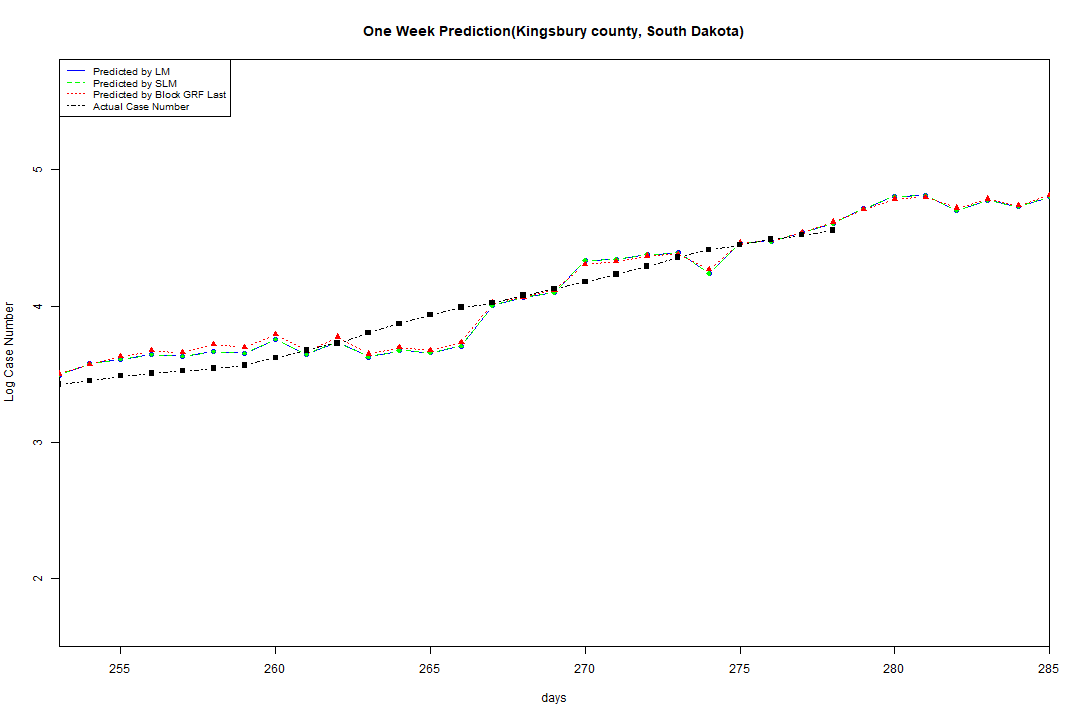 One Week Prediction(Kingsbury county, South Dakota)
Predicted by LM
Predicted by SLM
Predicted by Block GRF Last
Actual Case Number
5
4
3
2
Log Case Number
255 260 265 270 275 280 285
days